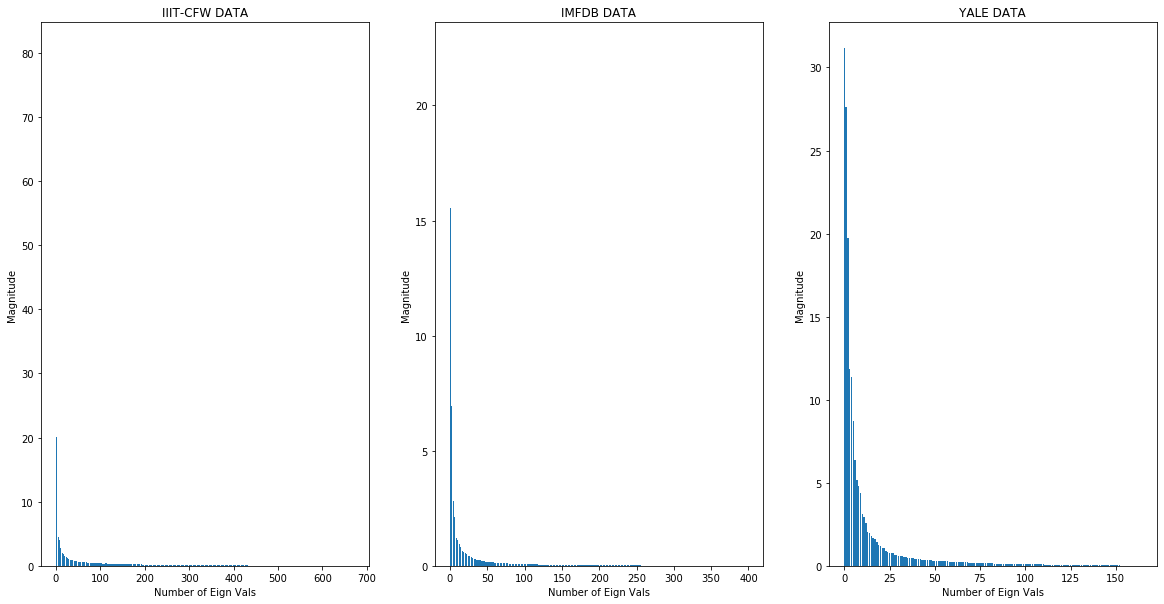 IIIT-CFW DATA
80
70
60
50
40
30
20
10
0
Magnitude
0 100 200 300 400 500 600 700
Number of Eign Vals
IMFDB DATA
20
15
10
5
0
Magnitude
0 50 100 150 200 250 300 350 400
Number of Eign Vals
YALE DATA
30
25
20
15
10
5
0
Magnitude
0 25 50 75 100 125 150
Number of Eign Vals